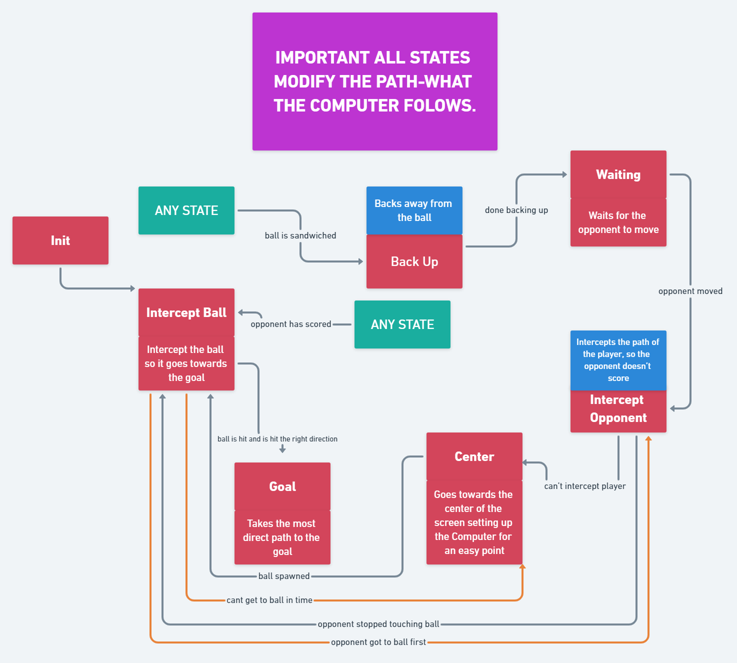 IMPORTANT ALL STATES
MODIFY THE PATH-WHAT
THE COMPUTER FOLOWS.
Waiting
Waits for the
opponent to move
ANY STATE
Backs away from
the ball
Back Up
ball is sandwiched
done backing up
Init
opponent moved
Intercept Ball
Intercept the ball
so it goes towards
the goal
opponent has scored
ANY STATE
Intercepts the path of
the player, so the
opponent doesn't
score
Intercept
Opponent
ball is hit and is hit the right direction
Goal
Takes the most
direct path to the
goal
Center
Goes towards the
center of the
screen setting up
the Computer for
an easy point
can't intercept player
ball spawned
cant get to ball in time
opponent stopped touching ball
opponent got to ball first